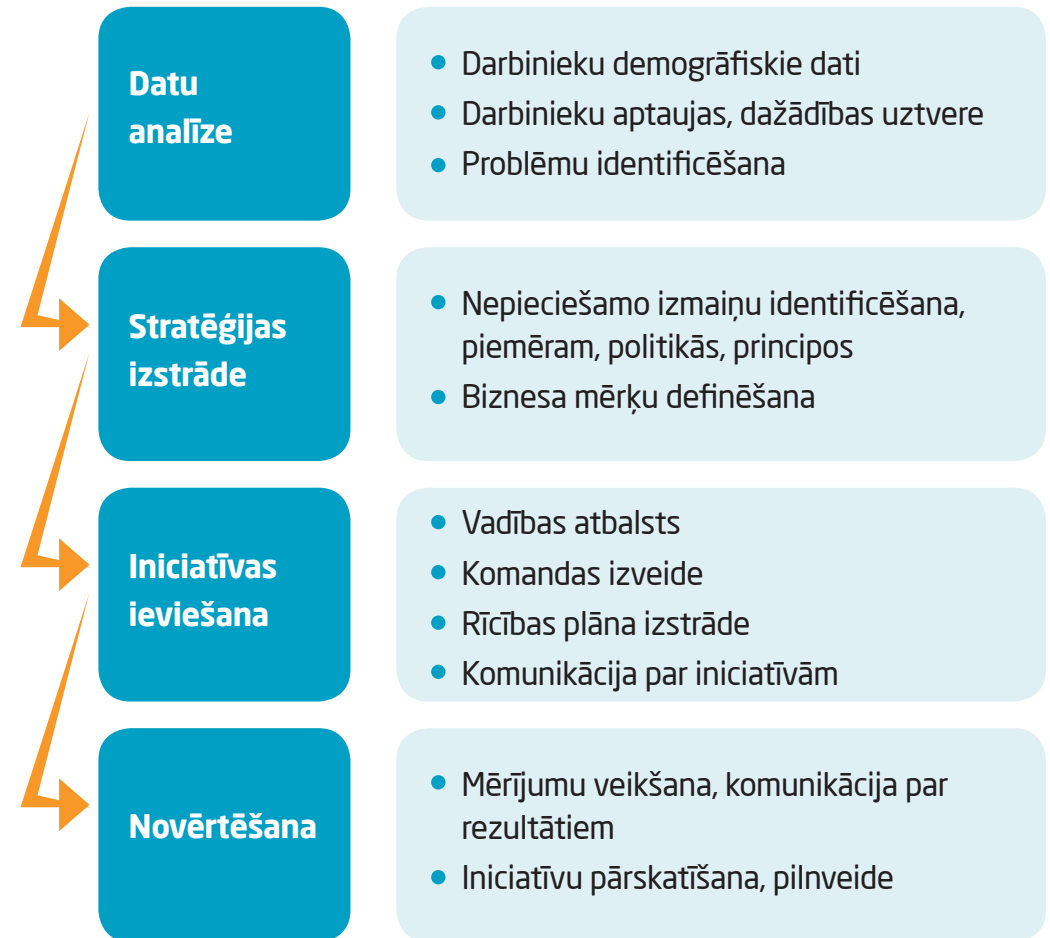 Datu
analīze
• Darbinieku demogrāfiskie dati
• Darbinieku aptaujas, dažādības uztvere
• Problēmu identificēšana
Stratēģijas
izstrāde
• Nepieciešamo izmaiņu identificēšana,
piemēram, politikās, principos
• Biznesa mērķu definēšana
Iniciatīvas
ieviešana
• Vadības atbalsts
• Komandas izveide
• Rīcības plāna izstrāde
• Komunikācija par iniciatīvām
Novērtēšana
• Mērījumu veikšana, komunikācija par
rezultātiem
• Iniciatīvu pārskatīšana, pilnveide